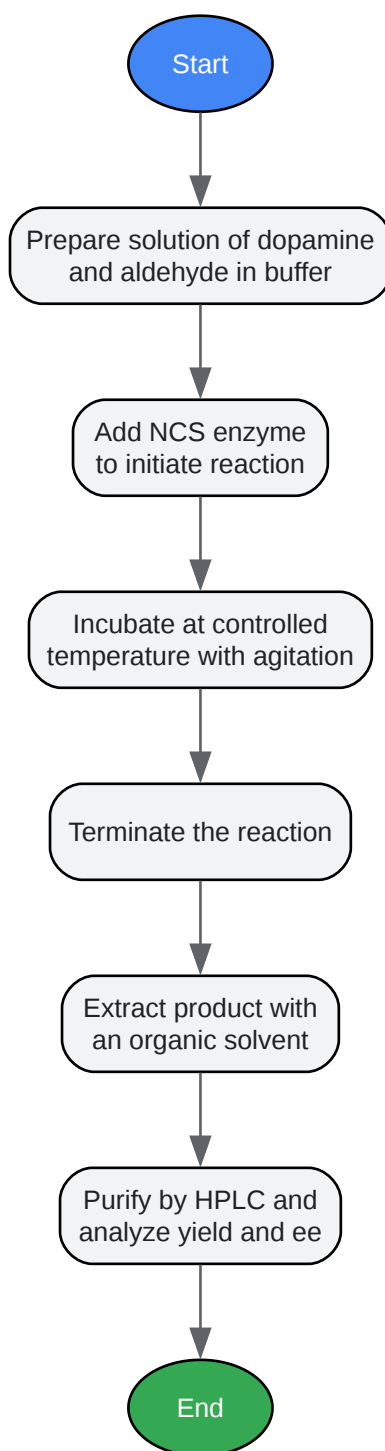 Start
Prepare solution of dopamine
and aldehyde in buffer
Add NCS enzyme
to initiate reaction
Incubate at controlled
temperature with agitation
Terminate the reaction
Extract product with
an organic solvent
Purify by HPLC and
analyze yield and ee
End